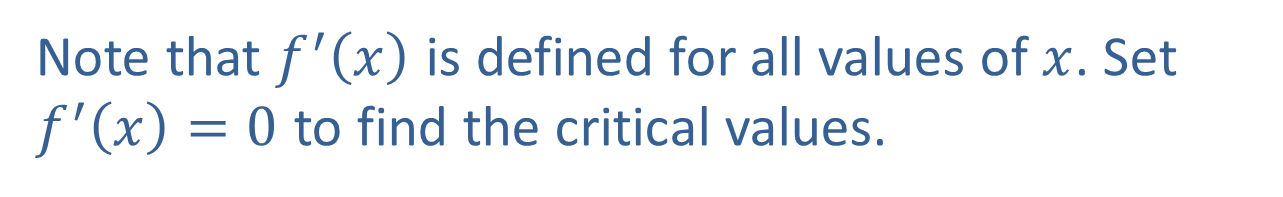 Note that f′(x) is defined for all values of x. Set
f′(x) = 0 to find the critical values.